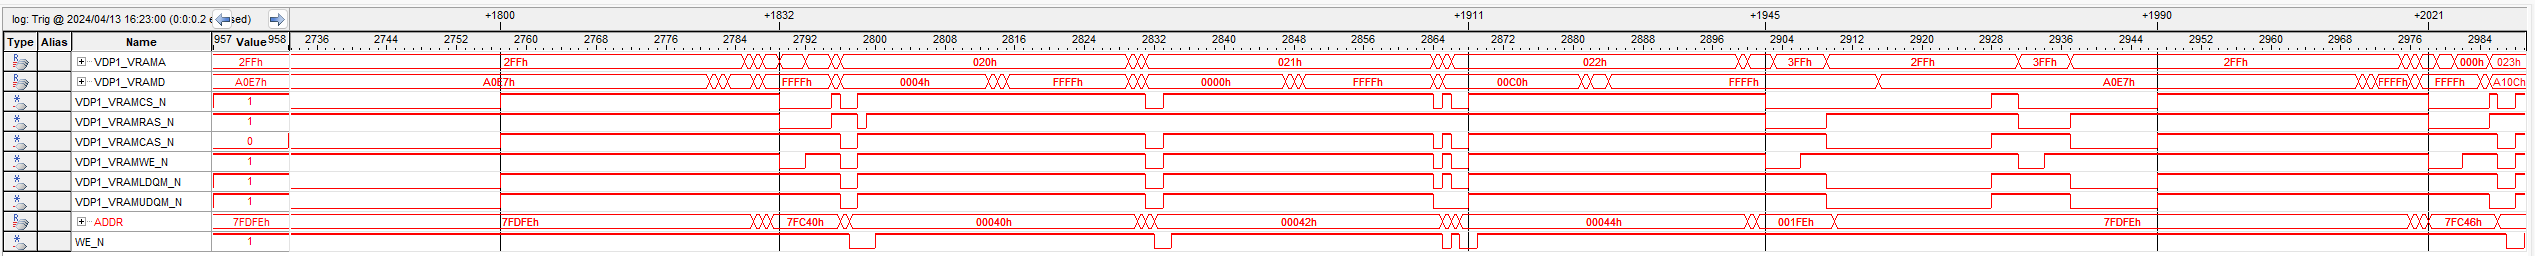 log: Trig @ 2024/04/13 16:23:00 (0:0:0.2 e sed) +1800 +1832 +1911 +1945 +1990 +2021
Type Alias Name 957 Value 958 2736 2744 2752 2760 2768 2776 2784 2792 2800 2808 2816 2824 2832 2840 2848 2856 2864 2872 2880 2888 2896 2904 2912 2920 2928 2936 2944 2952 2960 2968 2976 2984
VDP1_VRAMA 2FFh 2FFh 020h 021h 022h 3FFh 2FFh 3FFh 2FFh 000h 023h
VDP1_VRAMD A0E7h A0E7h FFFFh 0004h FFFFh 0000h FFFFh 00C0h FFFFh A0E7h FFFFh FFFFh A10Ch
VDP1_VRAMCS_N 1
VDP1_VRAMRAS_N 1
VDP1_VRAMCAS_N 0
VDP1_VRAMWE_N 1
VDP1_VRAMLDQM_N 1
VDP1_VRAMUDQM_N 1
ADDR 7FDFEh 7FDFEh 7FC40h 00040h 00042h 00044h 001FEh 7FDFEh 7FC46h
WE_N 1